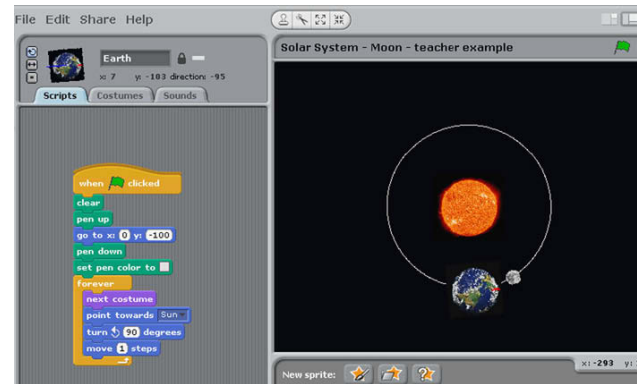 File Edit Share Help
Earth
x: 7 y: -103 direction: -95
Scripts Costumes Sounds
when clicked
clear
pen up
go to x: 0 y: -100
pen down
set pen color to
forever
next costume
point towards Sun
turn 90 degrees
move 1 steps
Solar System - Moon - teacher example
New sprite:
x: -293 y: